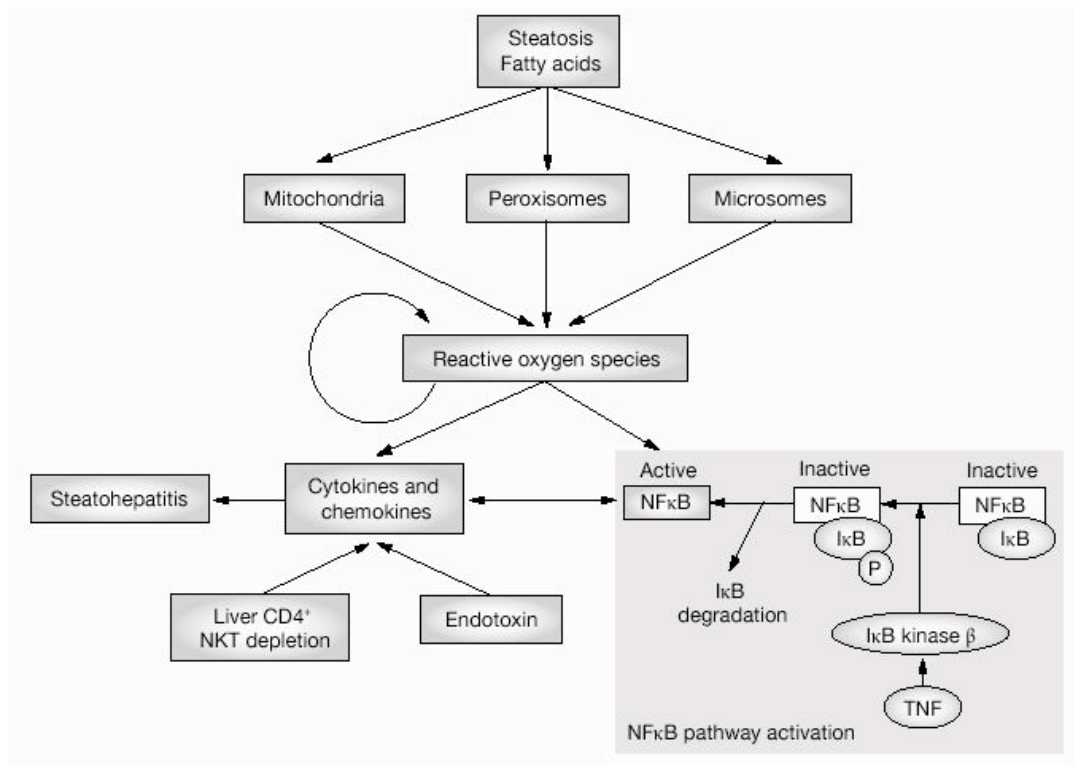 Steatosis
Fatty acids
Mitochondria
Peroxisomes
Microsomes
Reactive oxygen species
Steatohepatitis
Cytokines and
chemokines
Liver CD4⁺
NKT depletion
Endotoxin
Active
NFκB
Inactive
NFκB
IκB
P
Inactive
NFκB
IκB
IκB
degradation
IκB kinase β
TNF
NFκB pathway activation